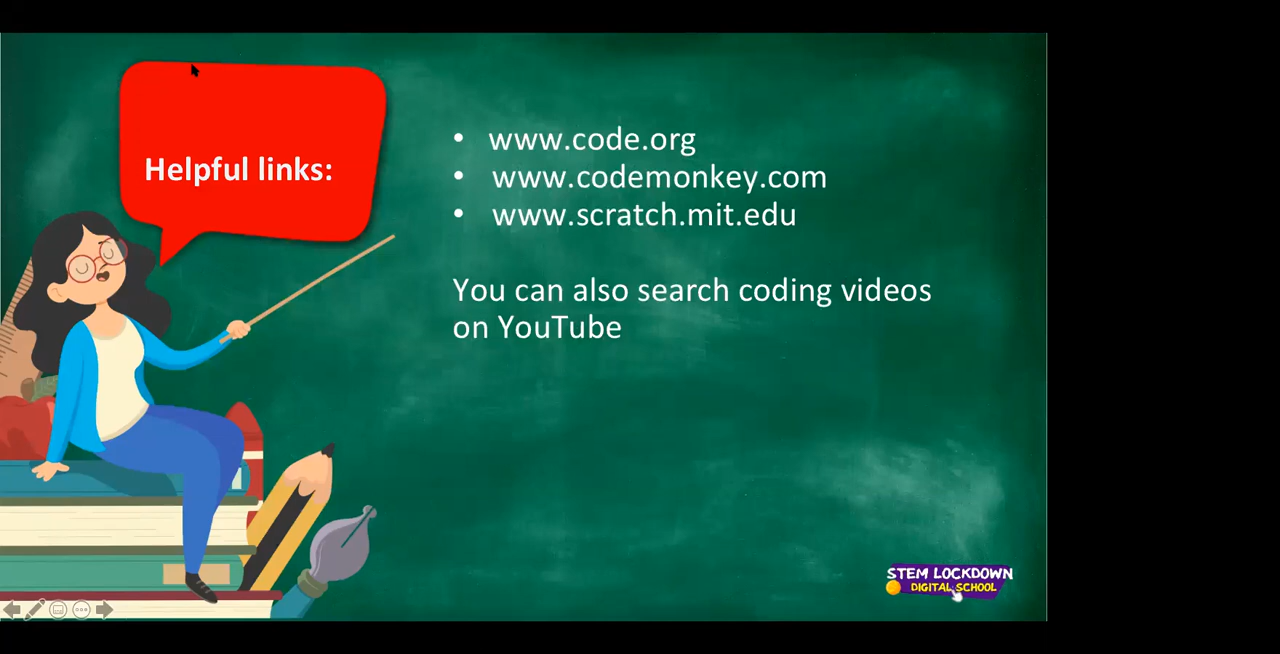 Helpful links:
• www.code.org
• www.codemonkey.com
• www.scratch.mit.edu
You can also search coding videos
on YouTube
STEM LOCKDOWN
DIGITAL SCHOOL